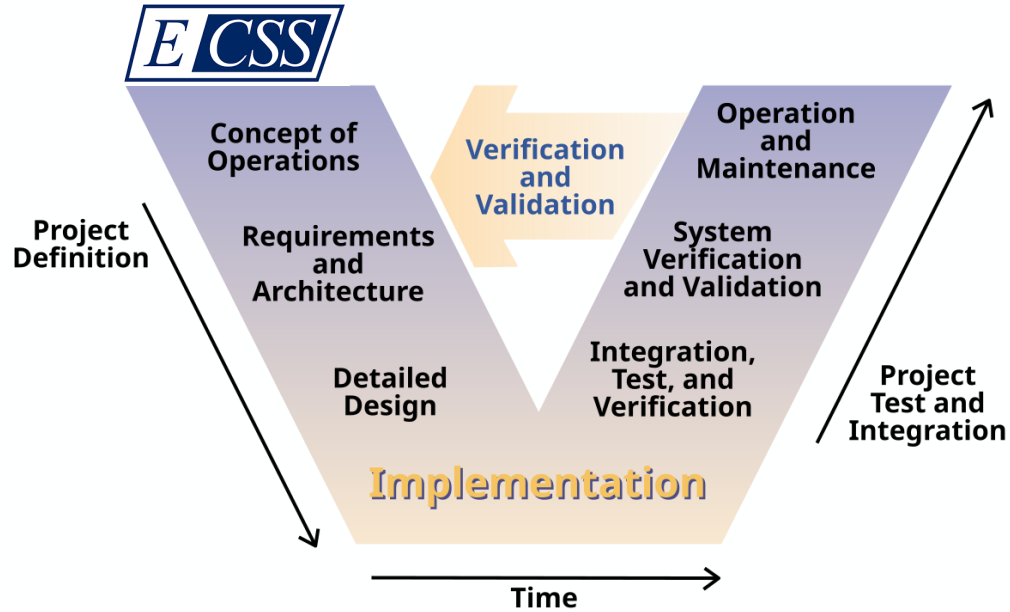 E CSS
Concept of
Operations
Verification
and
Validation
Operation
and
Maintenance
Project
Definition
Requirements
and
Architecture
System
Verification
and Validation
Detailed
Design
Integration,
Test, and
Verification
Project
Test and
Integration
Implementation
Time